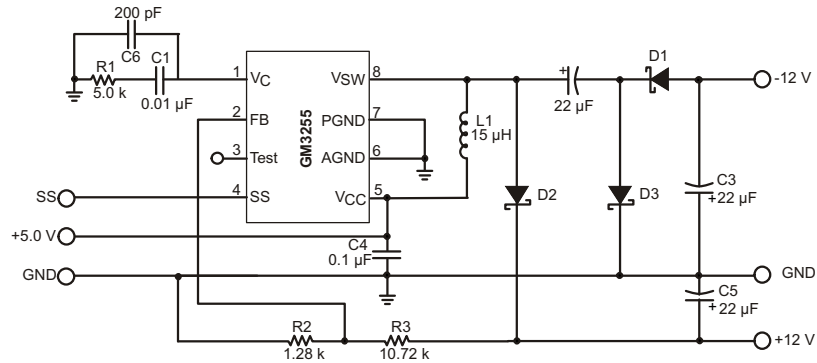 200 pF
C6
C1
R1
5.0 k
0.01 µF
1
VC
2
FB
3
Test
4
SS
GM3255
VSW
8
PGND
7
AGND
6
VCC
5
L1
15 µH
+
22 µF
D1
D2
D3
-12 V
C3
+22 µF
SS
+5.0 V
GND
C4
0.1 µF
GND
C5
+22 µF
R2
1.28 k
R3
10.72 k
+12 V